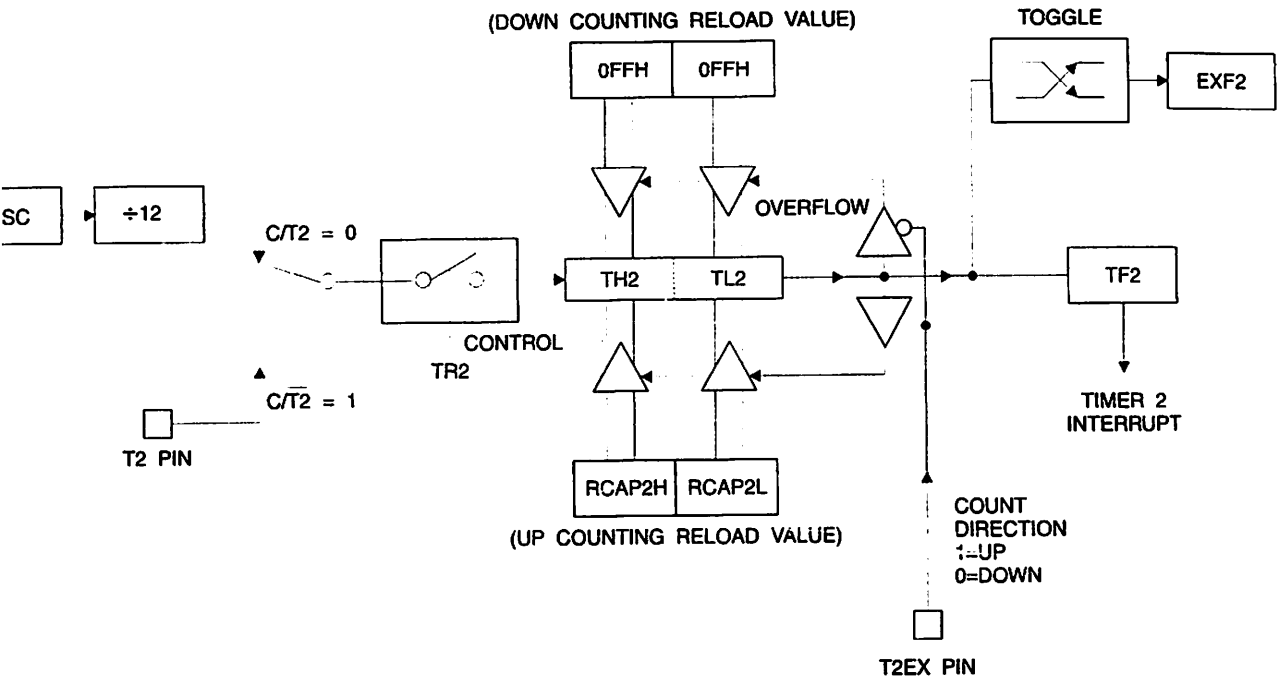 (DOWN COUNTING RELOAD VALUE)
TOGGLE
0FFH
0FFH
EXF2
SC
÷12
OVERFLOW
C/T2 = 0
TH2
TL2
TF2
CONTROL
TR2
C/T̅2̅ = 1
TIMER 2
INTERRUPT
T2 PIN
RCAP2H
RCAP2L
(UP COUNTING RELOAD VALUE)
COUNT
DIRECTION
1=UP
0=DOWN
T2EX PIN